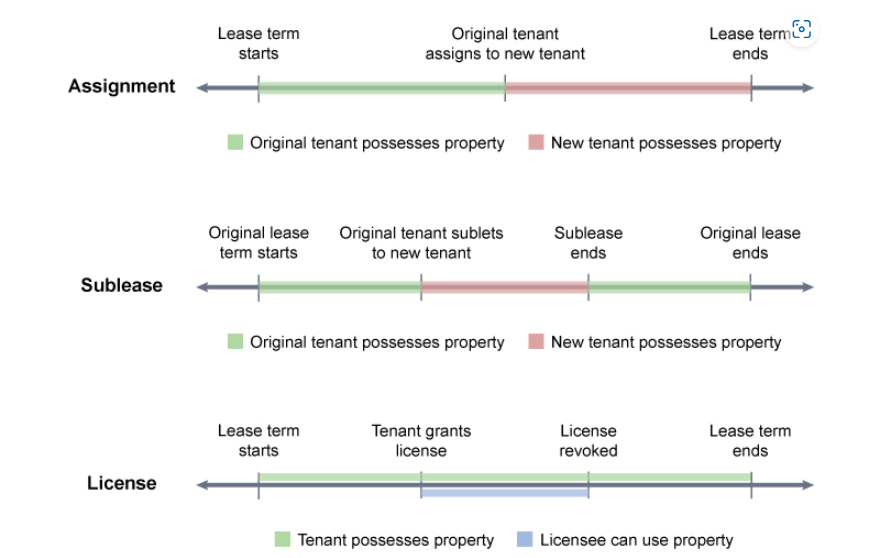 Lease term
starts
Original tenant
assigns to new tenant
Lease term
ends
Assignment
Original tenant possesses property
New tenant possesses property
Original lease
term starts
Original tenant sublets
to new tenant
Sublease
ends
Original lease
ends
Sublease
Original tenant possesses property
New tenant possesses property
Lease term
starts
Tenant grants
license
License
revoked
Lease term
ends
License
Tenant possesses property
Licensee can use property